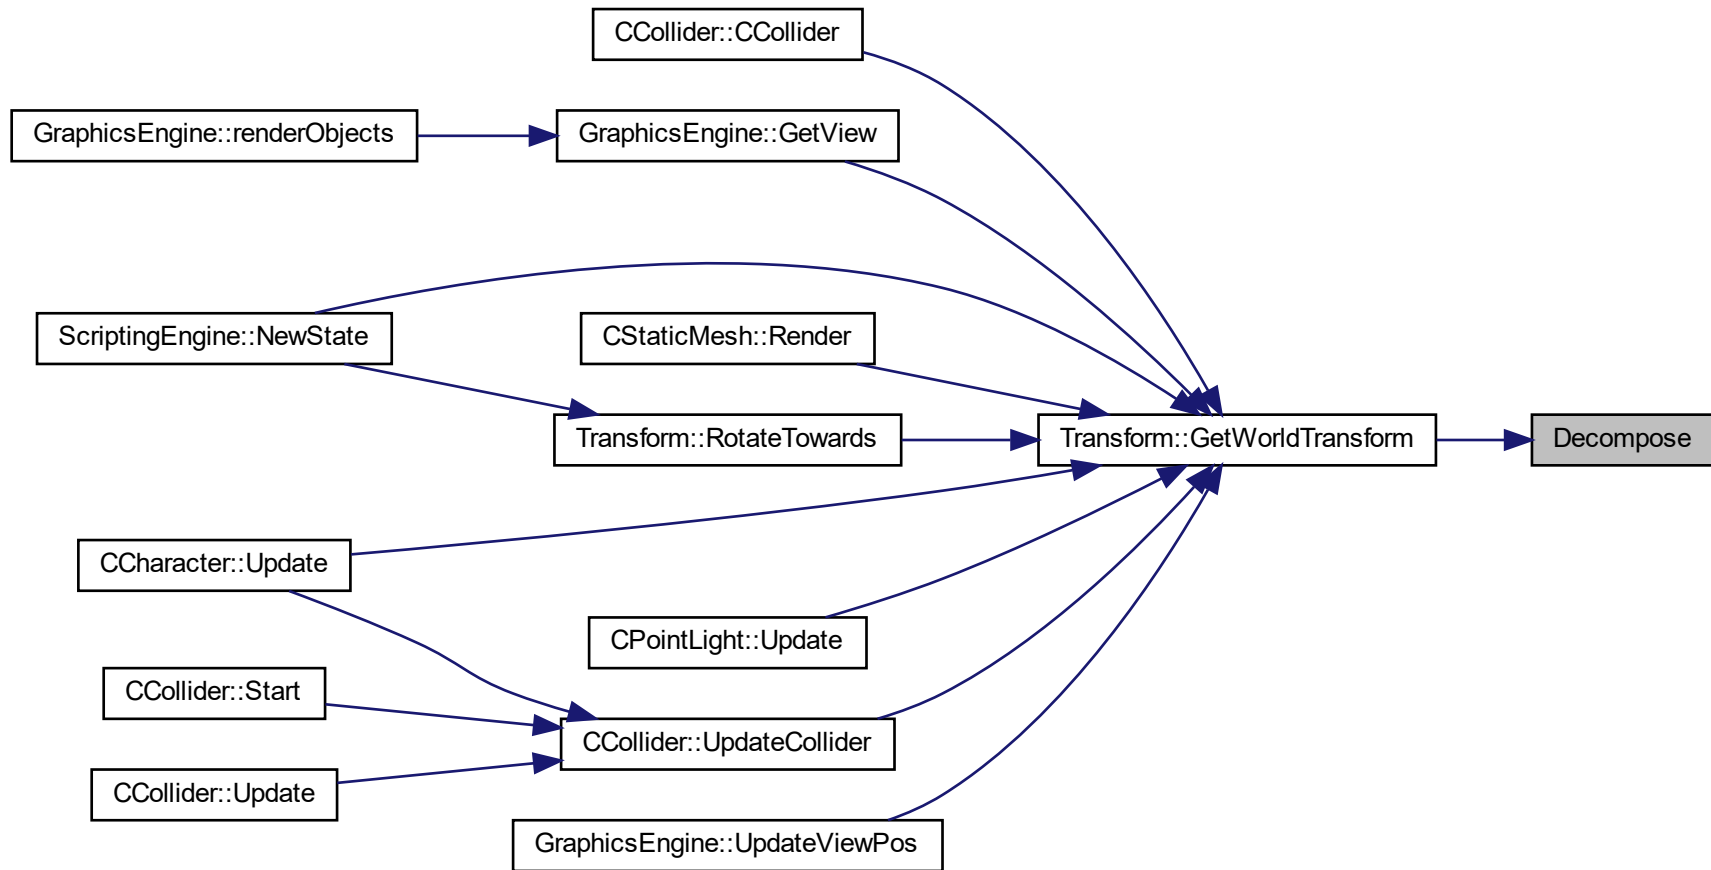 CCollider::CCollider
GraphicsEngine::renderObjects
GraphicsEngine::GetView
ScriptingEngine::NewState
CStaticMesh::Render
Transform::RotateTowards
Transform::GetWorldTransform
Decompose
CCharacter::Update
CPointLight::Update
CCollider::Start
CCollider::UpdateCollider
CCollider::Update
GraphicsEngine::UpdateViewPos